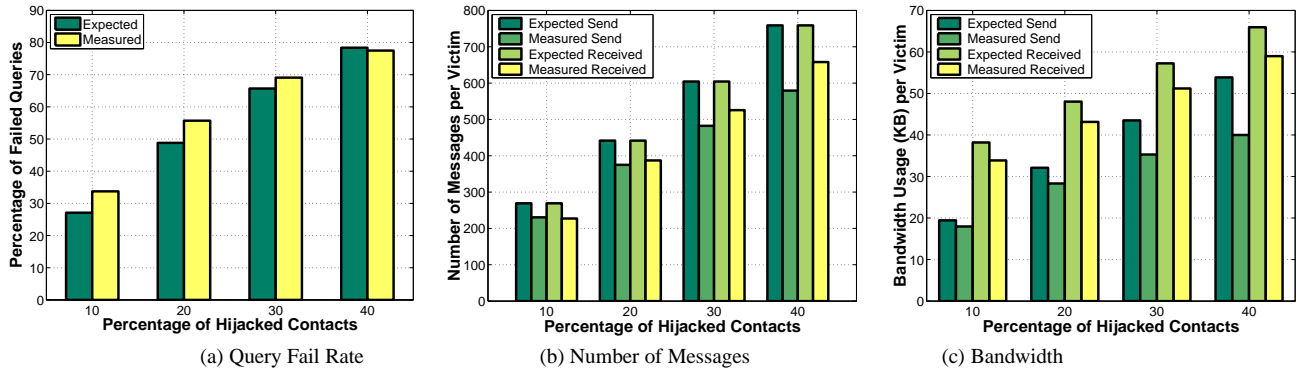 90
80
70
60
50
40
30
20
10
0
Percentage of Failed Queries
Expected
Measured
10 20 30 40
Percentage of Hijacked Contacts
(a) Query Fail Rate
800
700
600
500
400
300
200
100
0
Number of Messages per Victim
Expected Send
Measured Send
Expected Received
Measured Received
10 20 30 40
Percentage of Hijacked Contacts
(b) Number of Messages
70
60
50
40
30
20
10
0
Bandwidth Usage (KB) per Victim
Expected Send
Measured Send
Expected Received
Measured Received
10 20 30 40
Percentage of Hijacked Contacts
(c) Bandwidth